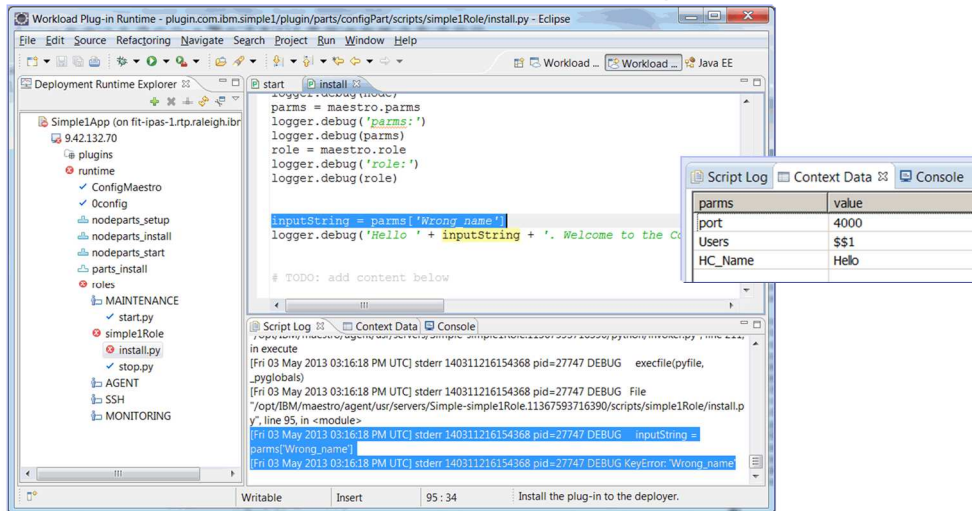 Workload Plug-in Runtime - plugin.com.ibm.simple1/plugin/parts/configPart/scripts/simple1Role/install.py - Eclipse
File Edit Source Refactoring Navigate Search Project Run Window Help
Workload ... Workload ... Java EE
Deployment Runtime Explorer
Simple1App (on fit-ipas-1.rtp.raleigh.ibr
9.42.132.70
plugins
runtime
ConfigMaestro
0config
nodeparts_setup
nodeparts_install
nodeparts_start
parts_install
roles
MAINTENANCE
start.py
simple1Role
install.py
stop.py
AGENT
SSH
MONITORING
start install
logger.debug(node)
parms = maestro.parms
logger.debug('parms:')
logger.debug(parms)
role = maestro.role
logger.debug('role:')
logger.debug(role)
inputString = parms['Wrong_name']
logger.debug('Hello ' + inputString + '. Welcome to the Co
# TODO: add content below
Script Log Context Data Console
in execute
[Fri 03 May 2013 03:16:18 PM UTC] stderr 140311216154368 pid=27747 DEBUG execfile(pyfile,
_pyglobals)
[Fri 03 May 2013 03:16:18 PM UTC] stderr 140311216154368 pid=27747 DEBUG File
"/opt/IBM/maestro/agent/usr/servers/Simple-simple1Role.11367593716390/scripts/simple1Role/install.p
y", line 95, in <module>
[Fri 03 May 2013 03:16:18 PM UTC] stderr 140311216154368 pid=27747 DEBUG inputString =
parms['Wrong_name']
[Fri 03 May 2013 03:16:18 PM UTC] stderr 140311216154368 pid=27747 DEBUG KeyError: 'Wrong_name'
Writable Insert 95 : 34 Install the plug-in to the deployer.
Script Log Context Data Console
parms value
port 4000
Users $$1
HC_Name Hello